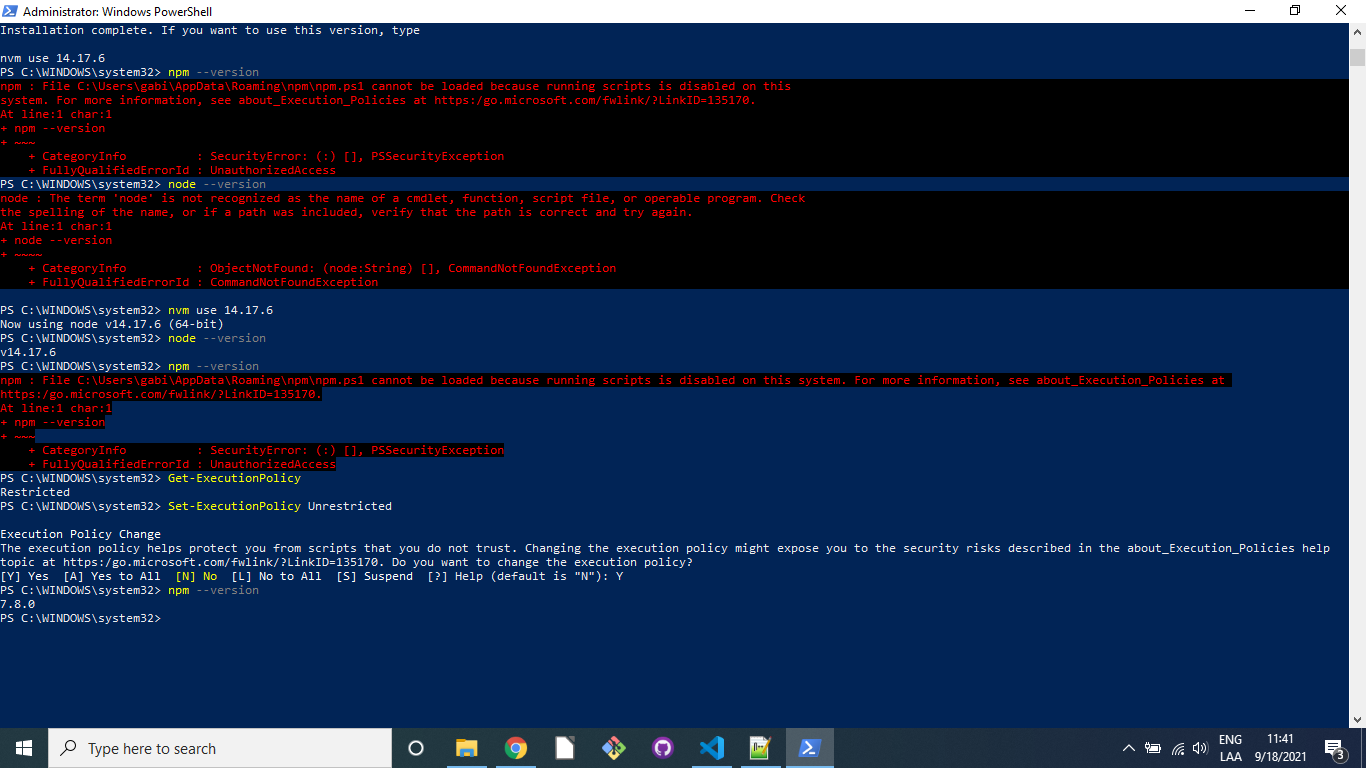 Administrator: Windows PowerShell
Installation complete. If you want to use this version, type
nvm use 14.17.6
PS C:\WINDOWS\system32> npm --version
npm : File C:\Users\gabi\AppData\Roaming\npm\npm.ps1 cannot be loaded because running scripts is disabled on this
system. For more information, see about_Execution_Policies at https:/go.microsoft.com/fwlink/?LinkID=135170.
At line:1 char:1
+ npm --version
+ ~~~
    + CategoryInfo          : SecurityError: (:) [], PSSecurityException
    + FullyQualifiedErrorId : UnauthorizedAccess
PS C:\WINDOWS\system32> node --version
node : The term 'node' is not recognized as the name of a cmdlet, function, script file, or operable program. Check
the spelling of the name, or if a path was included, verify that the path is correct and try again.
At line:1 char:1
+ node --version
+ ~~~~
    + CategoryInfo          : ObjectNotFound: (node:String) [], CommandNotFoundException
    + FullyQualifiedErrorId : CommandNotFoundException
PS C:\WINDOWS\system32> nvm use 14.17.6
Now using node v14.17.6 (64-bit)
PS C:\WINDOWS\system32> node --version
v14.17.6
PS C:\WINDOWS\system32> npm --version
npm : File C:\Users\gabi\AppData\Roaming\npm\npm.ps1 cannot be loaded because running scripts is disabled on this system. For more information, see about_Execution_Policies at
https:/go.microsoft.com/fwlink/?LinkID=135170.
At line:1 char:1
+ npm --version
+ ~~~
    + CategoryInfo          : SecurityError: (:) [], PSSecurityException
    + FullyQualifiedErrorId : UnauthorizedAccess
PS C:\WINDOWS\system32> Get-ExecutionPolicy
Restricted
PS C:\WINDOWS\system32> Set-ExecutionPolicy Unrestricted
Execution Policy Change
The execution policy helps protect you from scripts that you do not trust. Changing the execution policy might expose you to the security risks described in the about_Execution_Policies help
topic at https:/go.microsoft.com/fwlink/?LinkID=135170. Do you want to change the execution policy?
[Y] Yes  [A] Yes to All  [N] No  [L] No to All  [S] Suspend  [?] Help (default is "N"): Y
PS C:\WINDOWS\system32> npm --version
7.8.0
PS C:\WINDOWS\system32>
Type here to search
ENG
LAA
11:41
9/18/2021
3